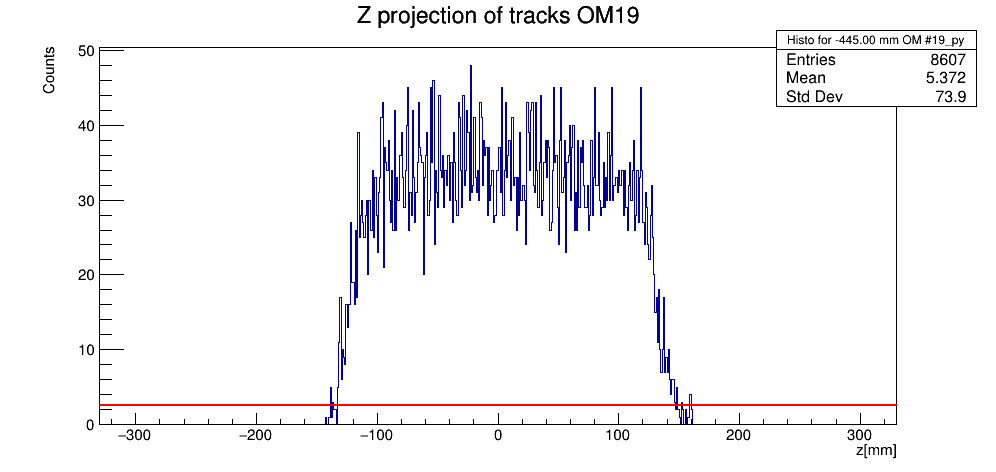 Z projection of tracks OM19
Histo for -445.00 mm OM #19_py
Entries 8607
Mean 5.372
Std Dev 73.9
Counts
50
40
30
20
10
0
−300 −200 −100 0 100 200 300
z[mm]